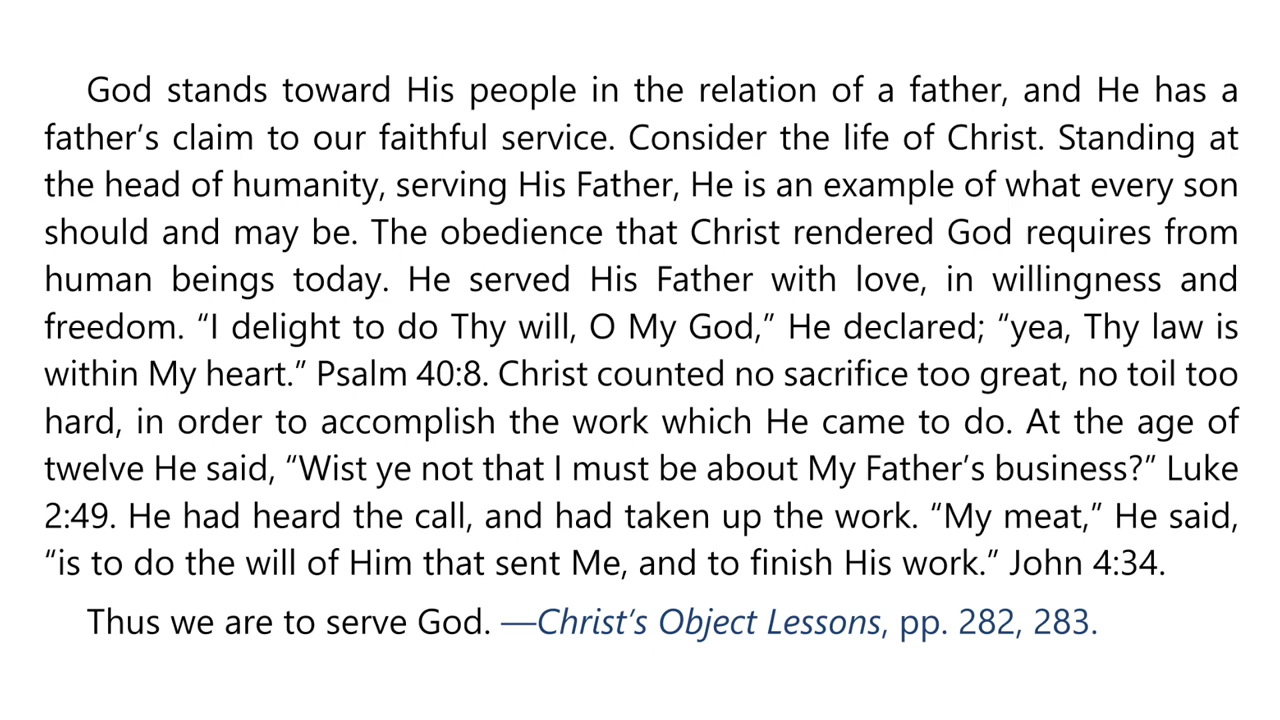 God stands toward His people in the relation of a father, and He has a
father’s claim to our faithful service. Consider the life of Christ. Standing at
the head of humanity, serving His Father, He is an example of what every son
should and may be. The obedience that Christ rendered God requires from
human beings today. He served His Father with love, in willingness and
freedom. “I delight to do Thy will, O My God,” He declared; “yea, Thy law is
within My heart.” Psalm 40:8. Christ counted no sacrifice too great, no toil too
hard, in order to accomplish the work which He came to do. At the age of
twelve He said, “Wist ye not that I must be about My Father’s business?” Luke
2:49. He had heard the call, and had taken up the work. “My meat,” He said,
“is to do the will of Him that sent Me, and to finish His work.” John 4:34.
Thus we are to serve God. —Christ’s Object Lessons, pp. 282, 283.